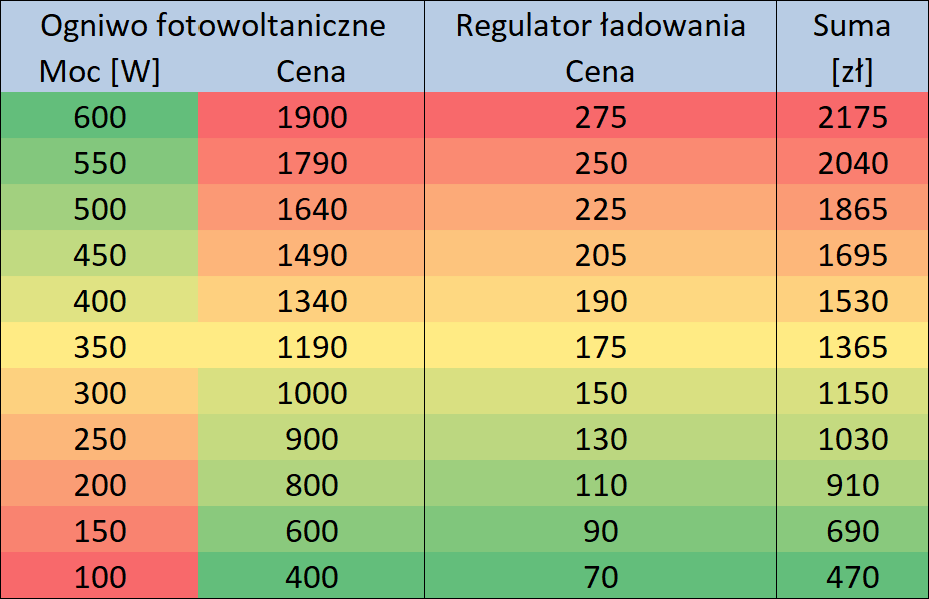 Ogniwo fotowoltaiczne Regulator ładowania Suma
Moc [W] Cena Cena [zł]
600 1900 275 2175
550 1790 250 2040
500 1640 225 1865
450 1490 205 1695
400 1340 190 1530
350 1190 175 1365
300 1000 150 1150
250 900 130 1030
200 800 110 910
150 600 90 690
100 400 70 470